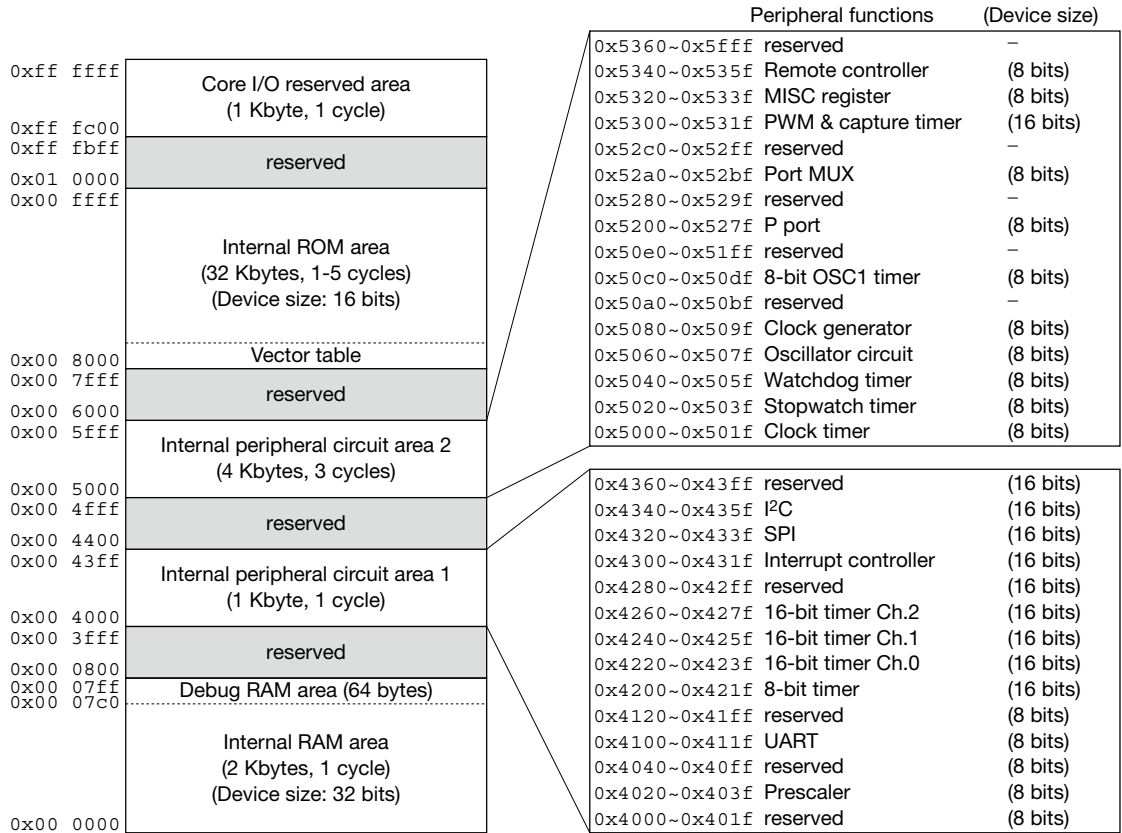 0xff ffff
Core I/O reserved area
(1 Kbyte, 1 cycle)
0xff fc00
0xff fbff
reserved
0x01 0000
0x00 ffff
Internal ROM area
(32 Kbytes, 1-5 cycles)
(Device size: 16 bits)
Vector table
0x00 8000
0x00 7fff
reserved
0x00 6000
0x00 5fff
Internal peripheral circuit area 2
(4 Kbytes, 3 cycles)
0x00 5000
0x00 4fff
reserved
0x00 4400
0x00 43ff
Internal peripheral circuit area 1
(1 Kbyte, 1 cycle)
0x00 4000
0x00 3fff
reserved
0x00 0800
0x00 07ff
Debug RAM area (64 bytes)
0x00 07c0
Internal RAM area
(2 Kbytes, 1 cycle)
(Device size: 32 bits)
0x00 0000
Peripheral functions (Device size)
0x5360~0x5fff reserved –
0x5340~0x535f Remote controller (8 bits)
0x5320~0x533f MISC register (8 bits)
0x5300~0x531f PWM & capture timer (16 bits)
0x52c0~0x52ff reserved –
0x52a0~0x52bf Port MUX (8 bits)
0x5280~0x529f reserved –
0x5200~0x527f P port (8 bits)
0x50e0~0x51ff reserved –
0x50c0~0x50df 8-bit OSC1 timer (8 bits)
0x50a0~0x50bf reserved –
0x5080~0x509f Clock generator (8 bits)
0x5060~0x507f Oscillator circuit (8 bits)
0x5040~0x505f Watchdog timer (8 bits)
0x5020~0x503f Stopwatch timer (8 bits)
0x5000~0x501f Clock timer (8 bits)
0x4360~0x43ff reserved (16 bits)
0x4340~0x435f I²C (16 bits)
0x4320~0x433f SPI (16 bits)
0x4300~0x431f Interrupt controller (16 bits)
0x4280~0x42ff reserved (16 bits)
0x4260~0x427f 16-bit timer Ch.2 (16 bits)
0x4240~0x425f 16-bit timer Ch.1 (16 bits)
0x4220~0x423f 16-bit timer Ch.0 (16 bits)
0x4200~0x421f 8-bit timer (16 bits)
0x4120~0x41ff reserved (8 bits)
0x4100~0x411f UART (8 bits)
0x4040~0x40ff reserved (8 bits)
0x4020~0x403f Prescaler (8 bits)
0x4000~0x401f reserved (8 bits)